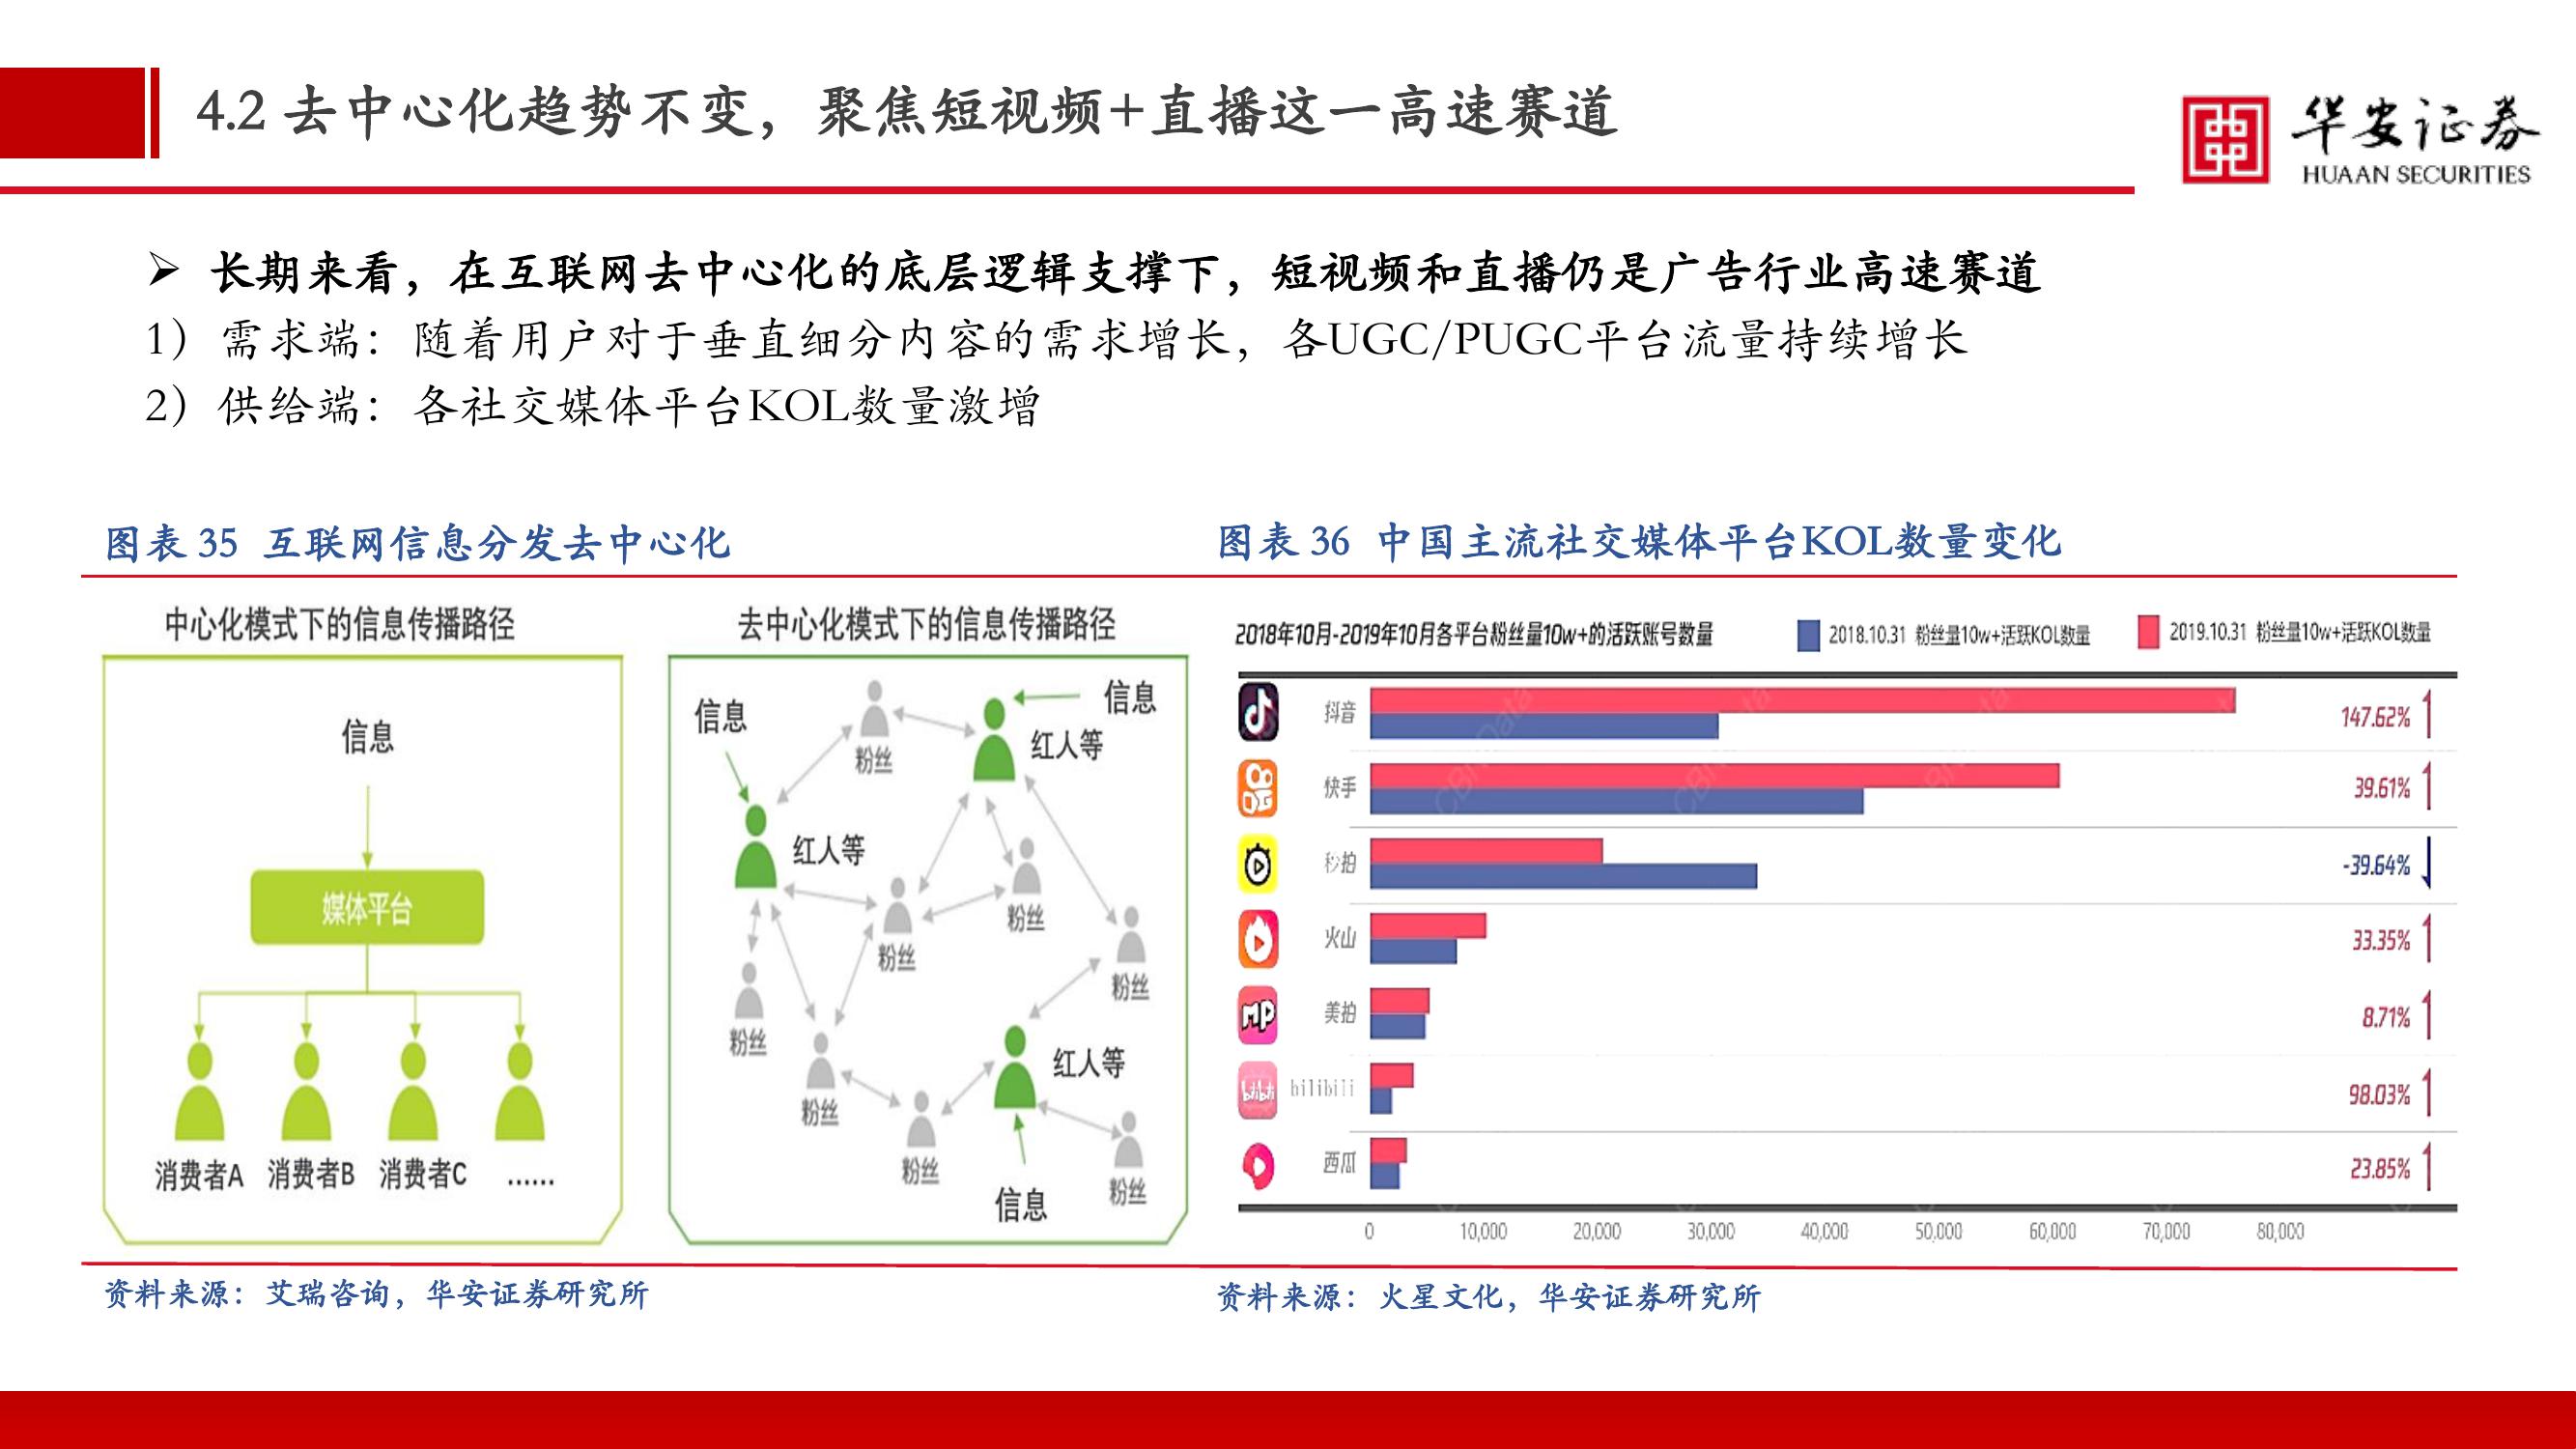 4.2 去中心化趋势不变，聚焦短视频+直播这一高速赛道
华安证券
HUAAN SECURITIES
➢ 长期来看，在互联网去中心化的底层逻辑支撑下，短视频和直播仍是广告行业高速赛道
1）需求端：随着用户对于垂直细分内容的需求增长，各UGC/PUGC平台流量持续增长
2）供给端：各社交媒体平台KOL数量激增
图表 35 互联网信息分发去中心化
中心化模式下的信息传播路径
信息
媒体平台
消费者A 消费者B 消费者C ......
去中心化模式下的信息传播路径
信息
信息
粉丝
红人等
红人等
粉丝
粉丝
粉丝
粉丝
粉丝
红人等
粉丝
粉丝
信息
资料来源：艾瑞咨询，华安证券研究所
图表 36 中国主流社交媒体平台KOL数量变化
2018年10月-2019年10月各平台粉丝量10w+的活跃账号数量
2018.10.31 粉丝量10w+活跃KOL数量
2019.10.31 粉丝量10w+活跃KOL数量
抖音 147.62%
快手 39.61%
秒拍 -39.64%
火山 33.35%
MP 美拍 8.71%
bilibili bilibili 98.03%
西瓜 23.85%
0 10,000 20,000 30,000 40,000 50,000 60,000 70,000 80,000
资料来源：火星文化，华安证券研究所